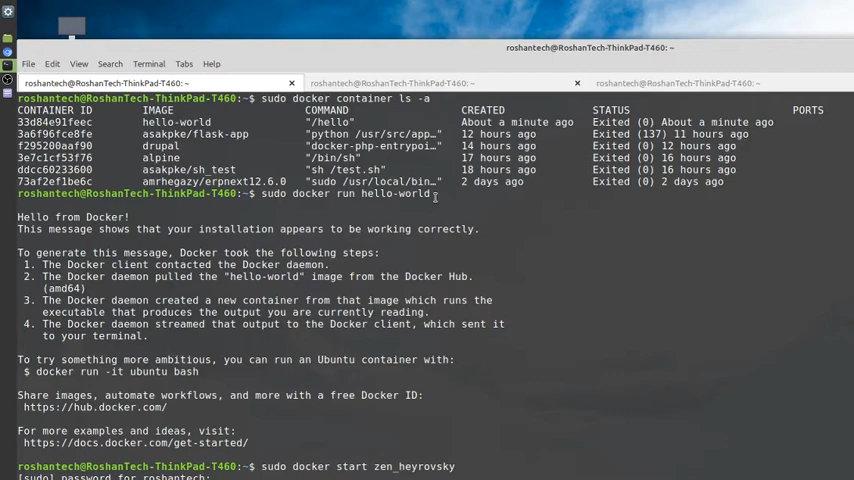 roshantech@RoshanTech-ThinkPad-T460: ~
File Edit View Search Terminal Tabs Help
roshantech@RoshanTech-ThinkPad-T460: ~ × roshantech@RoshanTech-ThinkPad-T460: ~ × roshantech@RoshanTech-ThinkPad-T460: ~
roshantech@RoshanTech-ThinkPad-T460:~$ sudo docker container ls -a
CONTAINER ID IMAGE COMMAND CREATED STATUS PORTS
33d84e91feec hello-world "/hello" About a minute ago Exited (0) About a minute ago
3a6f96fce8fe asakpke/flask-app "python /usr/src/app…" 12 hours ago Exited (137) 11 hours ago
f295200aaf90 drupal "docker-php-entrypoi…" 14 hours ago Exited (0) 12 hours ago
3e7c1cf53f76 alpine "/bin/sh" 17 hours ago Exited (0) 16 hours ago
ddcc60233600 asakpke/sh_test "sh /test.sh" 18 hours ago Exited (0) 16 hours ago
73af2ef1be6c amrhegazy/erpnext12.6.0 "sudo /usr/local/bin…" 2 days ago Exited (0) 2 days ago
roshantech@RoshanTech-ThinkPad-T460:~$ sudo docker run hello-world
Hello from Docker!
This message shows that your installation appears to be working correctly.
To generate this message, Docker took the following steps:
1. The Docker client contacted the Docker daemon.
2. The Docker daemon pulled the "hello-world" image from the Docker Hub.
(amd64)
3. The Docker daemon created a new container from that image which runs the
executable that produces the output you are currently reading.
4. The Docker daemon streamed that output to the Docker client, which sent it
to your terminal.
To try something more ambitious, you can run an Ubuntu container with:
$ docker run -it ubuntu bash
Share images, automate workflows, and more with a free Docker ID:
https://hub.docker.com/
For more examples and ideas, visit:
https://docs.docker.com/get-started/
roshantech@RoshanTech-ThinkPad-T460:~$ sudo docker start zen_heyrovsky
[sudo] password for roshantech: